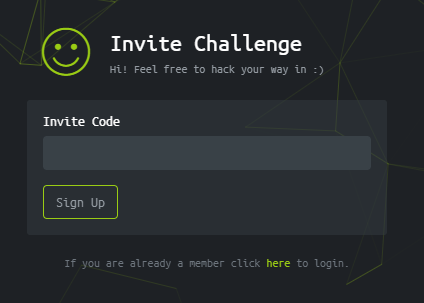 Invite Challenge
Hi! Feel free to hack your way in :)
Invite Code
Sign Up
If you are already a member click here to login.